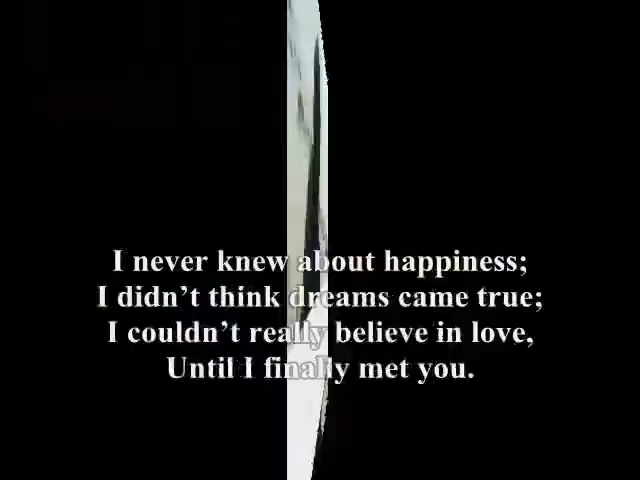 I never knew about happiness;
I didn’t think dreams came true;
I couldn’t really believe in love,
Until I finally met you.